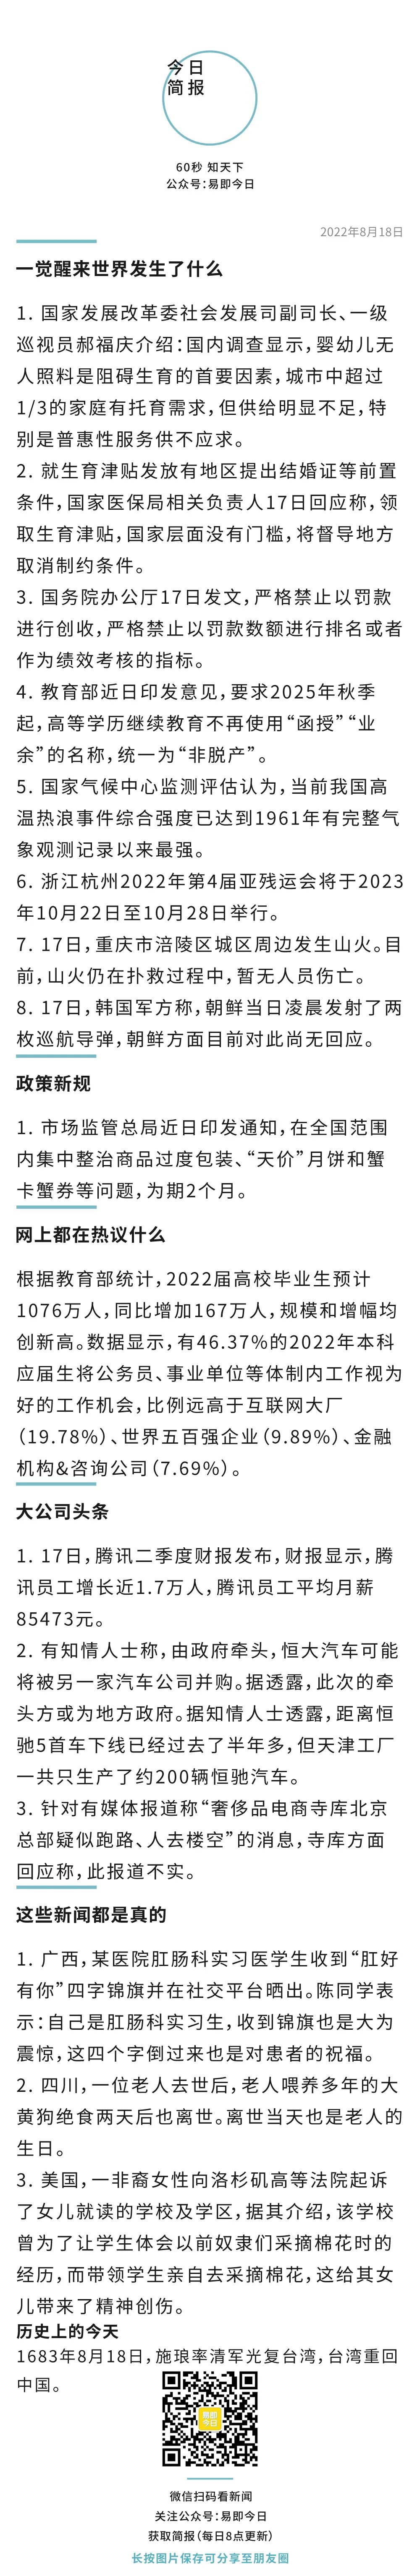 今日
简报
60秒 知天下
公众号：易即今日
2022年8月18日
一觉醒来世界发生了什么
1. 国家发展改革委社会发展司副司长、一级
巡视员郝福庆介绍：国内调查显示，婴幼儿无
人照料是阻碍生育的首要因素，城市中超过
1/3的家庭有托育需求，但供给明显不足，特
别是普惠性服务供不应求。
2. 就生育津贴发放有地区提出结婚证等前置
条件，国家医保局相关负责人17日回应称，领
取生育津贴，国家层面没有门槛，将督导地方
取消制约条件。
3. 国务院办公厅17日发文，严格禁止以罚款
进行创收，严格禁止以罚款数额进行排名或者
作为绩效考核的指标。
4. 教育部近日印发意见，要求2025年秋季
起，高等学历继续教育不再使用“函授”“业
余”的名称，统一为“非脱产”。
5. 国家气候中心监测评估认为，当前我国高
温热浪事件综合强度已达到1961年有完整气
象观测记录以来最强。
6. 浙江杭州2022年第4届亚残运会将于2023
年10月22日至10月28日举行。
7. 17日，重庆市涪陵区城区周边发生山火。目
前，山火仍在扑救过程中，暂无人员伤亡。
8. 17日，韩国军方称，朝鲜当日凌晨发射了两
枚巡航导弹，朝鲜方面目前对此尚无回应。
政策新规
1. 市场监管总局近日印发通知，在全国范围
内集中整治商品过度包装、“天价”月饼和蟹
卡蟹券等问题，为期2个月。
网上都在热议什么
根据教育部统计，2022届高校毕业生预计
1076万人，同比增加167万人，规模和增幅均
创新高。数据显示，有46.37%的2022年本科
应届生将公务员、事业单位等体制内工作视为
好的工作机会，比例远高于互联网大厂
（19.78%）、世界五百强企业（9.89%）、金融
机构&咨询公司（7.69%）。
大公司头条
1. 17日，腾讯二季度财报发布，财报显示，腾
讯员工增长近1.7万人，腾讯员工平均月薪
85473元。
2. 有知情人士称，由政府牵头，恒大汽车可能
将被另一家汽车公司并购。据透露，此次的牵
头方或为地方政府。据知情人士透露，距离恒
驰5首车下线已经过去了半年多，但天津工厂
一共只生产了约200辆恒驰汽车。
3. 针对有媒体报道称“奢侈品电商寺库北京
总部疑似跑路、人去楼空”的消息，寺库方面
回应称，此报道不实。
这些新闻都是真的
1. 广西，某医院肛肠科实习医学生收到“肛好
有你”四字锦旗并在社交平台晒出。陈同学表
示：自己是肛肠科实习生，收到锦旗也是大为
震惊，这四个字倒过来也是对患者的祝福。
2. 四川，一位老人去世后，老人喂养多年的大
黄狗绝食两天后也离世。离世当天也是老人的
生日。
3. 美国，一非裔女性向洛杉矶高等法院起诉
了女儿就读的学校及学区，据其介绍，该学校
曾为了让学生体会以前奴隶们采摘棉花时的
经历，而带领学生亲自去采摘棉花，这给其女
儿带来了精神创伤。
历史上的今天
1683年8月18日，施琅率清军光复台湾，台湾重回
中国。
易即
今日
微信扫码看新闻
关注公众号：易即今日
获取简报（每日8点更新）
长按图片保存可分享至朋友圈